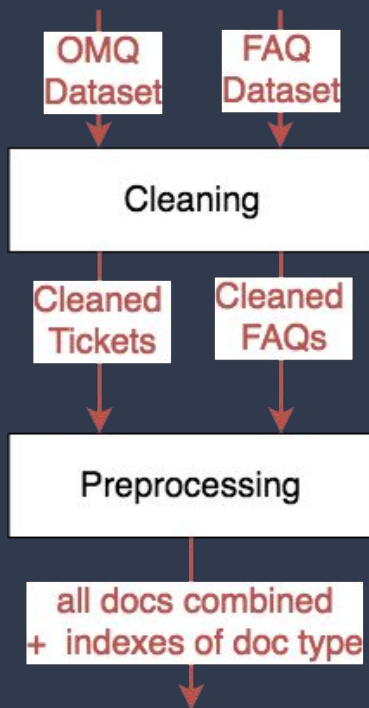 OMQ
Dataset
FAQ
Dataset
Cleaning
Cleaned
Tickets
Cleaned
FAQs
Preprocessing
all docs combined
+ indexes of doc type